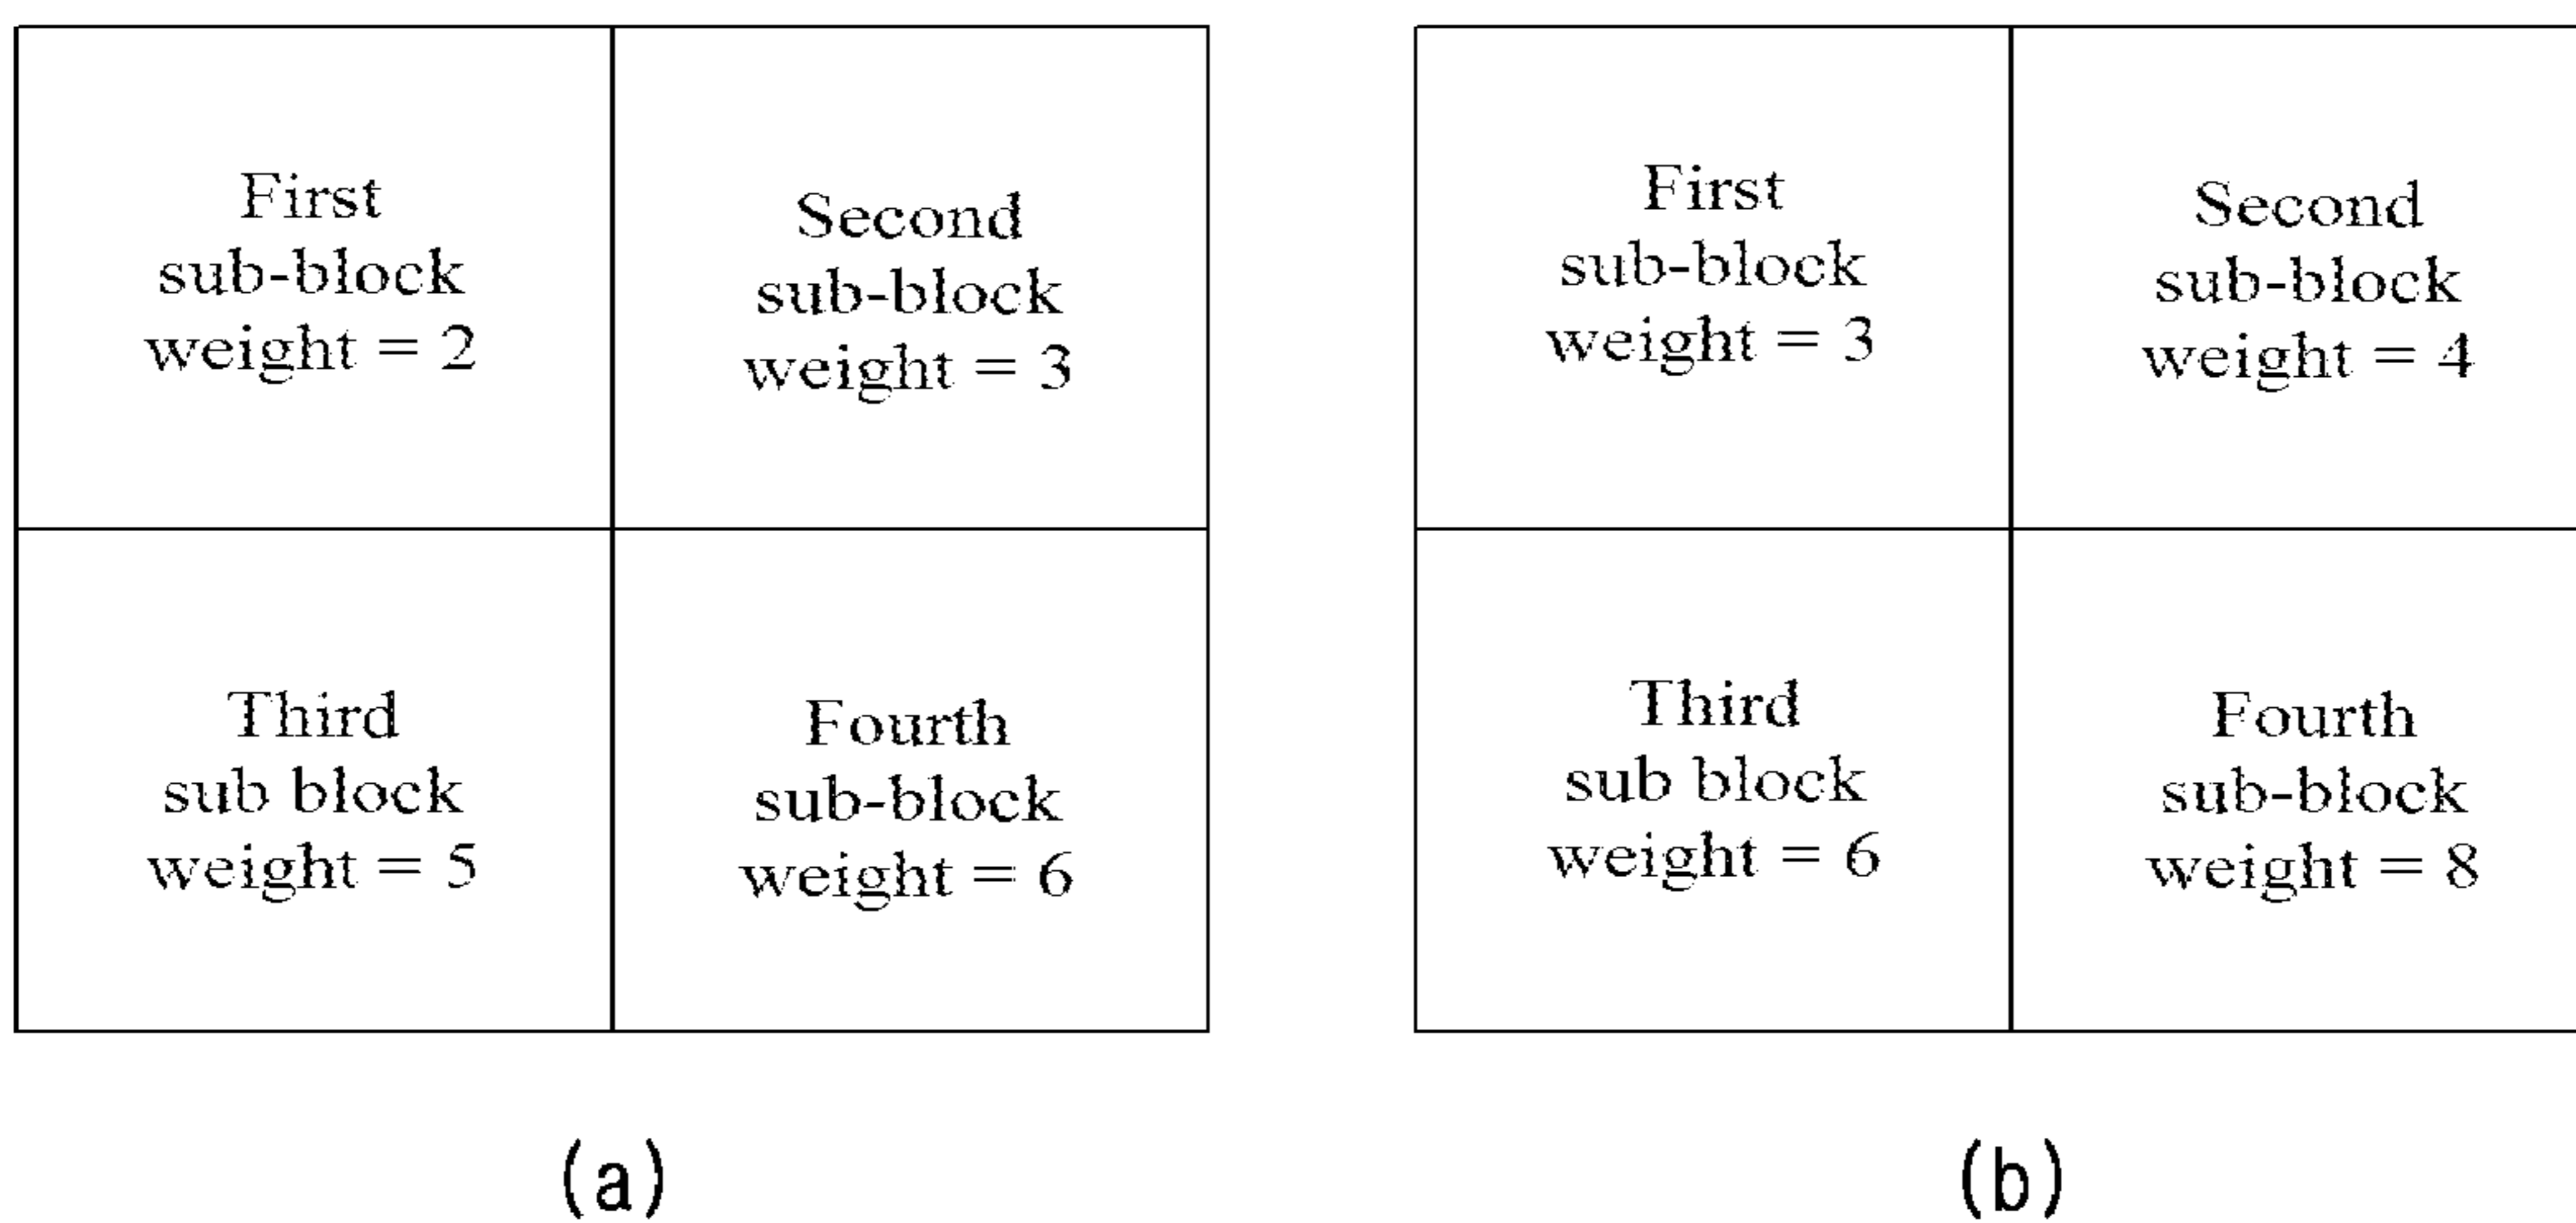 First
sub-block
weight = 2
Second
sub-block
weight = 3
Third
sub block
weight = 5
Fourth
sub-block
weight = 6
(a)
First
sub-block
weight = 3
Second
sub-block
weight = 4
Third
sub block
weight = 6
Fourth
sub-block
weight = 8
(b)